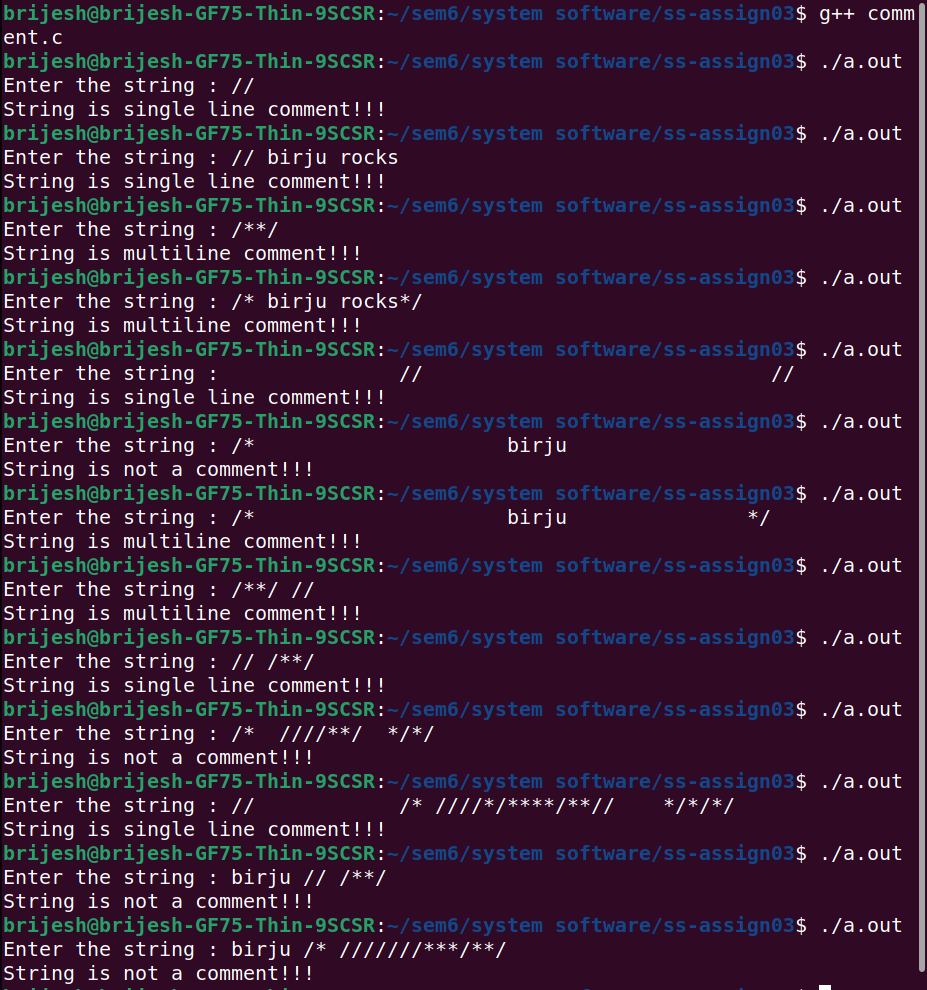 brijesh@brijesh-GF75-Thin-9SCSR:~/sem6/system software/ss-assign03$ g++ comm
ent.c
brijesh@brijesh-GF75-Thin-9SCSR:~/sem6/system software/ss-assign03$ ./a.out
Enter the string : //
String is single line comment!!!
brijesh@brijesh-GF75-Thin-9SCSR:~/sem6/system software/ss-assign03$ ./a.out
Enter the string : // birju rocks
String is single line comment!!!
brijesh@brijesh-GF75-Thin-9SCSR:~/sem6/system software/ss-assign03$ ./a.out
Enter the string : /**/
String is multiline comment!!!
brijesh@brijesh-GF75-Thin-9SCSR:~/sem6/system software/ss-assign03$ ./a.out
Enter the string : /* birju rocks*/
String is multiline comment!!!
brijesh@brijesh-GF75-Thin-9SCSR:~/sem6/system software/ss-assign03$ ./a.out
Enter the string :               //                             //
String is single line comment!!!
brijesh@brijesh-GF75-Thin-9SCSR:~/sem6/system software/ss-assign03$ ./a.out
Enter the string : /*                     birju
String is not a comment!!!
brijesh@brijesh-GF75-Thin-9SCSR:~/sem6/system software/ss-assign03$ ./a.out
Enter the string : /*                     birju               */
String is multiline comment!!!
brijesh@brijesh-GF75-Thin-9SCSR:~/sem6/system software/ss-assign03$ ./a.out
Enter the string : /**/ //
String is multiline comment!!!
brijesh@brijesh-GF75-Thin-9SCSR:~/sem6/system software/ss-assign03$ ./a.out
Enter the string : // /**/
String is single line comment!!!
brijesh@brijesh-GF75-Thin-9SCSR:~/sem6/system software/ss-assign03$ ./a.out
Enter the string : /*  ////**/  */*/
String is not a comment!!!
brijesh@brijesh-GF75-Thin-9SCSR:~/sem6/system software/ss-assign03$ ./a.out
Enter the string : //            /* ////*/****/**//    */*/*/
String is single line comment!!!
brijesh@brijesh-GF75-Thin-9SCSR:~/sem6/system software/ss-assign03$ ./a.out
Enter the string : birju // /**/
String is not a comment!!!
brijesh@brijesh-GF75-Thin-9SCSR:~/sem6/system software/ss-assign03$ ./a.out
Enter the string : birju /* ///////***/**/
String is not a comment!!!